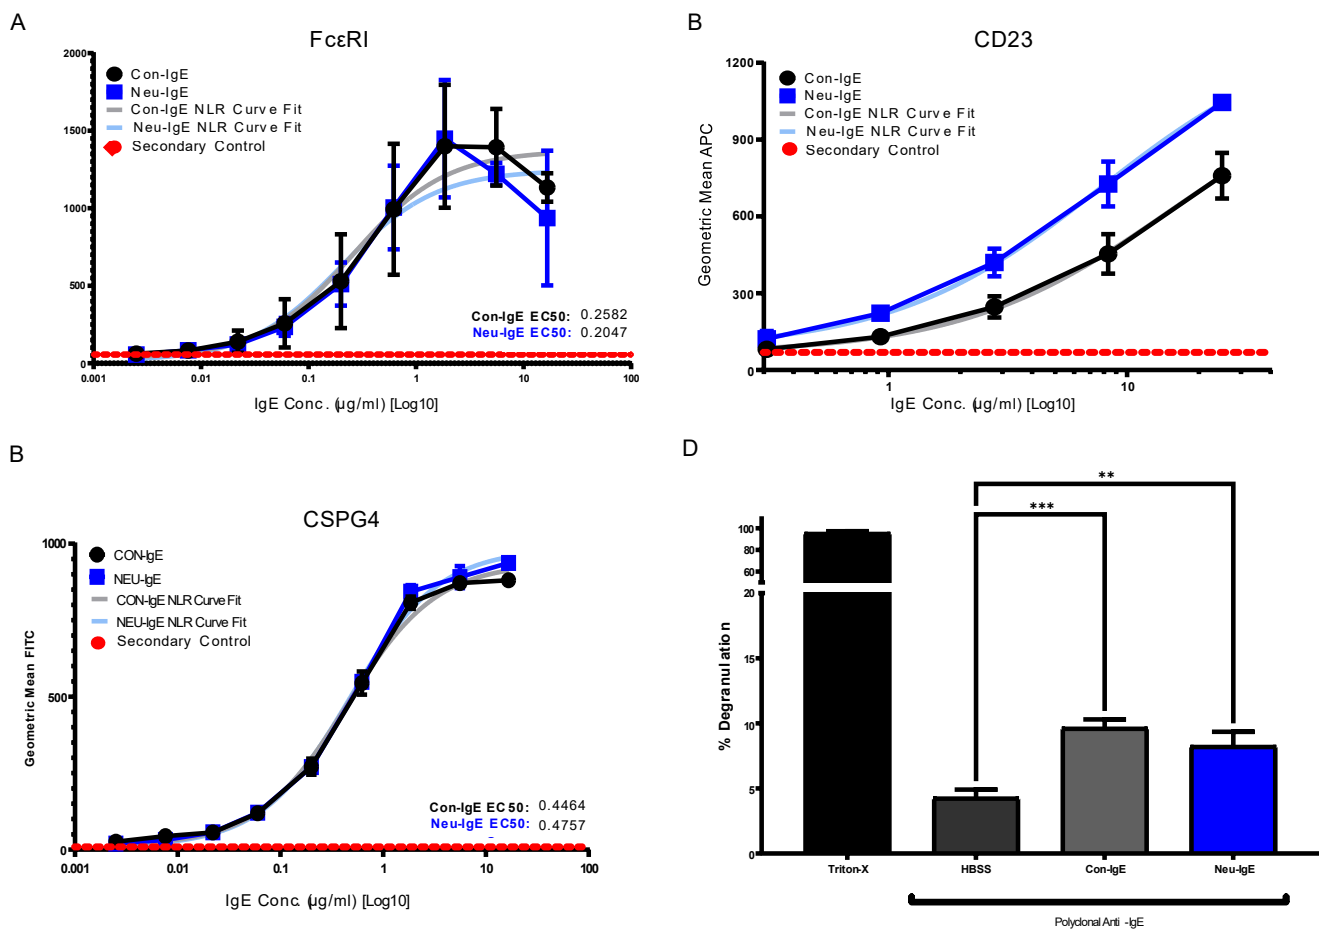 A
FcεRI
2000
1500
1000
500
0
Con-IgE
Neu-IgE
Con-IgE NLR Curve Fit
Neu-IgE NLR Curve Fit
Secondary Control
Con-IgE EC50: 0.2582
Neu-IgE EC50: 0.2047
0.001 0.01 0.1 1 10 100
IgE Conc. (µg/ml) [Log10]
B
CD23
Geometric Mean APC
1200
900
600
300
0
Con-IgE
Neu-IgE
Con-IgE NLR Curve Fit
Neu-IgE NLR Curve Fit
Secondary Control
1 10
IgE Conc. (µg/ml) [Log10]
B
CSPG4
Geometric Mean FITC
1000
500
0
CON-IgE
NEU-IgE
CON-IgE NLR Curve Fit
NEU-IgE NLR Curve Fit
Secondary Control
Con-IgE EC50: 0.4464
Neu-IgE EC50: 0.4757
0.001 0.01 0.1 1 10 100
IgE Conc. (µg/ml) [Log10]
D
% Degranulation
100
80
60
40
20
15
10
5
0
**
***
Triton-X HBSS Con-IgE Neu-IgE
Polyclonal Anti -IgE